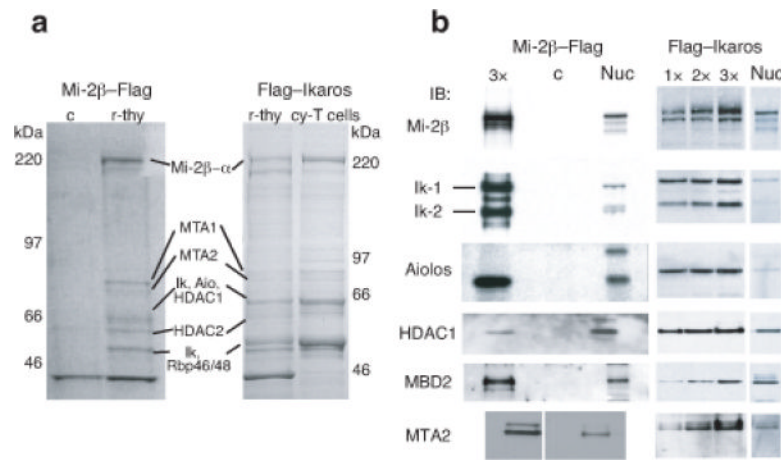 a
Mi-2β–Flag
c r-thy
kDa
220
97
66
46
Mi-2β–α
MTA1
MTA2
Ik, Aio,
HDAC1
HDAC2
Ik,
Rbp46/48
Flag–Ikaros
r-thy cy-T cells
kDa
220
97
66
46
b
Mi-2β–Flag
3× c Nuc
Flag–Ikaros
1× 2× 3× Nuc
IB:
Mi-2β
Ik-1
Ik-2
Aiolos
HDAC1
MBD2
MTA2